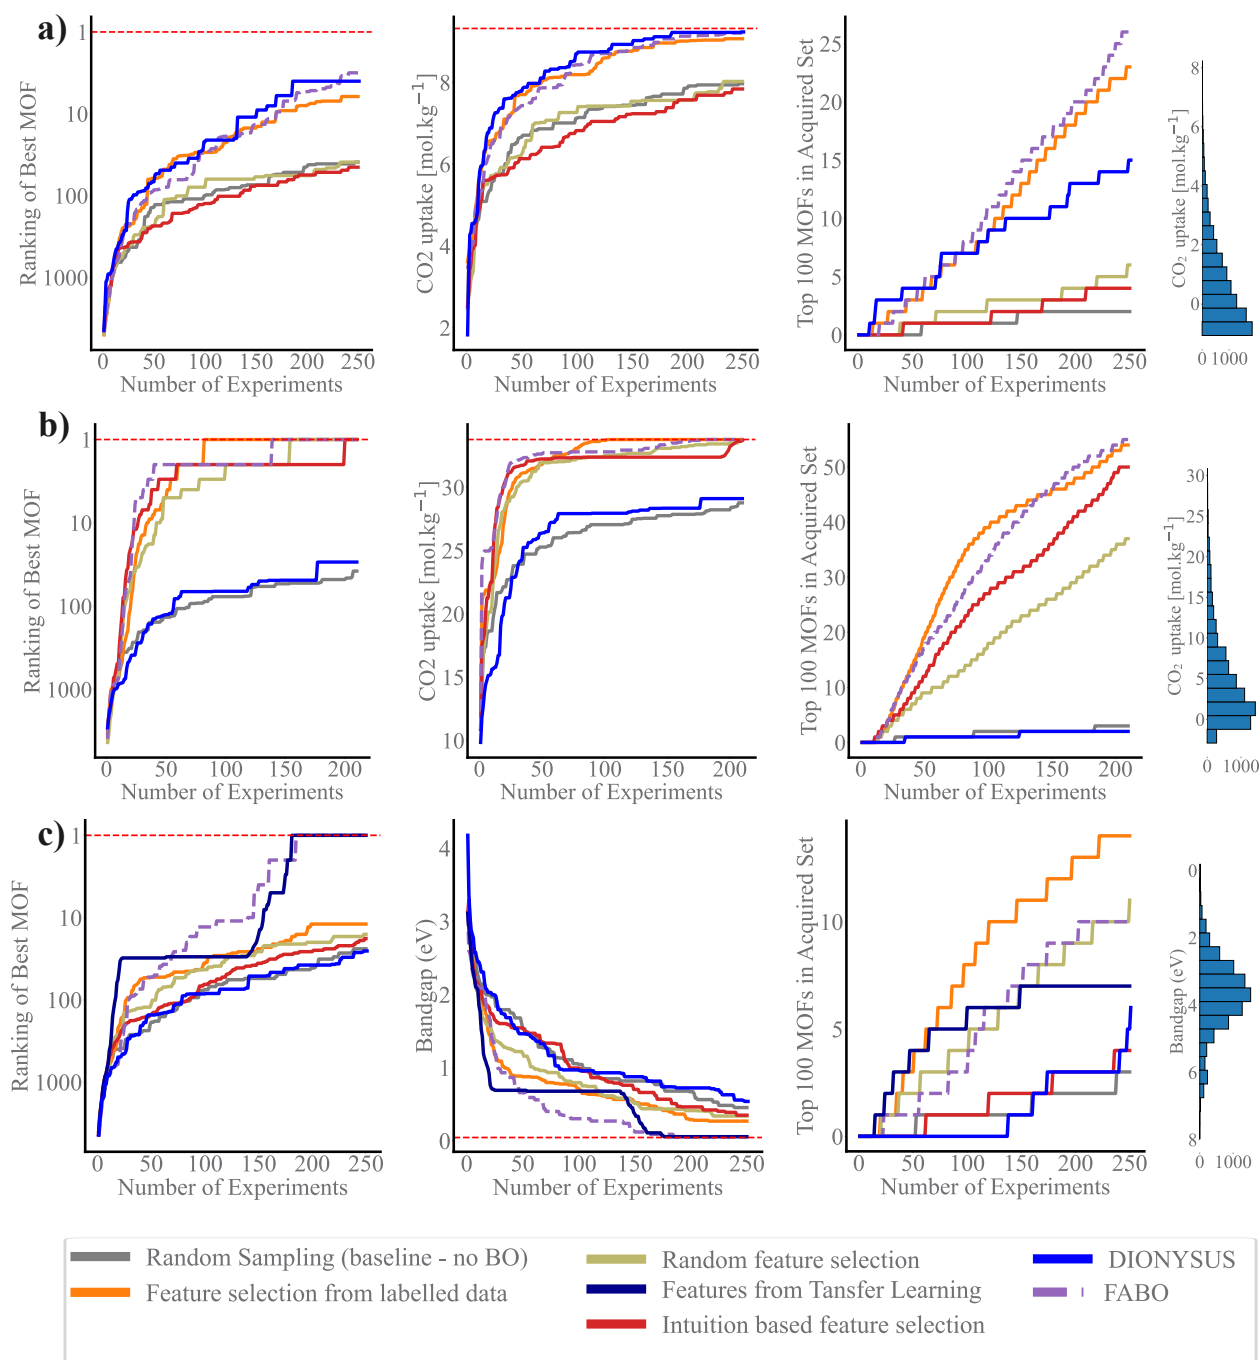 a)
Ranking of Best MOF
1
10
100
1000
0 50 100 150 200 250
Number of Experiments
CO2 uptake [mol.kg−1]
8
6
4
2
0 50 100 150 200 250
Number of Experiments
Top 100 MOFs in Acquired Set
25
20
15
10
5
0
0 50 100 150 200 250
Number of Experiments
CO₂ uptake [mol.kg−1]
8
6
4
2
0
0 1000
b)
Ranking of Best MOF
1
10
100
1000
0 50 100 150 200
Number of Experiments
CO2 uptake [mol.kg−1]
30
25
20
15
10
0 50 100 150 200
Number of Experiments
Top 100 MOFs in Acquired Set
50
40
30
20
10
0
0 50 100 150 200
Number of Experiments
CO₂ uptake [mol.kg−1]
30
25
20
15
10
5
0
0 1000
c)
Ranking of Best MOF
1
10
100
1000
0 50 100 150 200 250
Number of Experiments
Bandgap (eV)
4
3
2
1
0
0 50 100 150 200 250
Number of Experiments
Top 100 MOFs in Acquired Set
10
5
0
0 50 100 150 200 250
Number of Experiments
Bandgap (eV)
0
2
4
6
8
0 1000
Random Sampling (baseline - no BO)
Feature selection from labelled data
Random feature selection
Features from Tansfer Learning
Intuition based feature selection
DIONYSUS
FABO